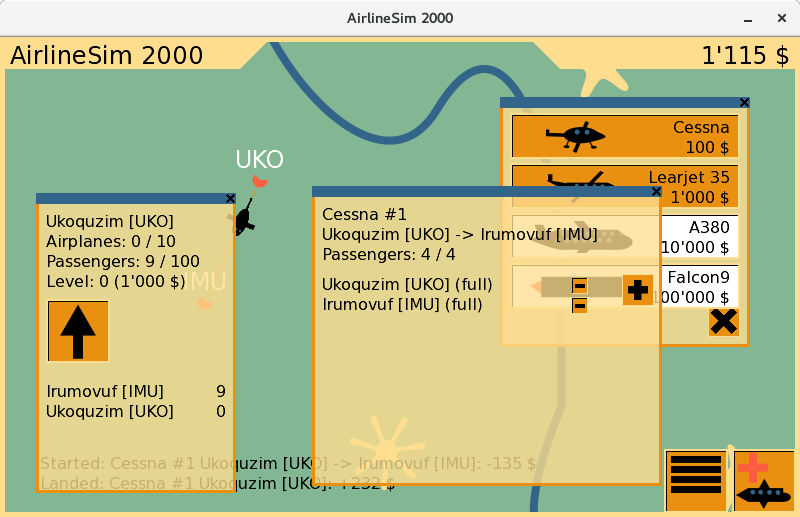 AirlineSim 2000
AirlineSim 2000
1'115 $
UKO
Cessna
100 $
Learjet 35
1'000 $
A380
10'000 $
Falcon9
100'000 $
Ukoquzim [UKO]
Airplanes: 0 / 10
Passengers: 9 / 100
Level: 0 (1'000 $)
IMU
Irumovuf [IMU] 9
Ukoquzim [UKO] 0
Cessna #1
Ukoquzim [UKO] -> Irumovuf [IMU]
Passengers: 4 / 4
Ukoquzim [UKO] (full)
Irumovuf [IMU] (full)
Started: Cessna #1 Ukoquzim [UKO] -> Irumovuf [IMU]: -135 $
Landed: Cessna #1 Ukoquzim [UKO]: +232 $